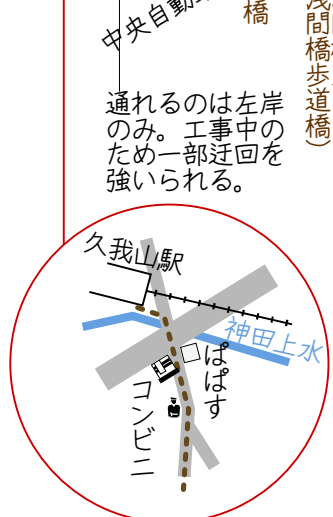 中央自動
橋
浅間橋歩道橋）
通れるのは左岸
のみ。工事中の
ため一部迂回を
強いられる。
久我山駅
神田上水
ぱぱす
コンビニ